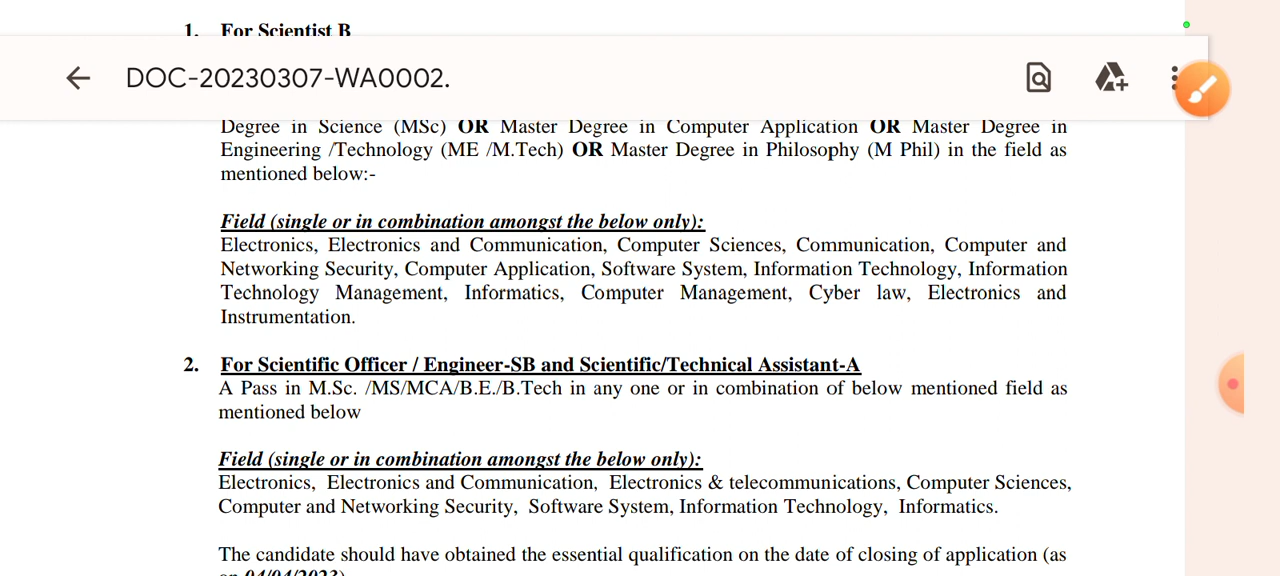 1. For Scientist B
DOC-20230307-WA0002.
Degree in Science (MSc) OR Master Degree in Computer Application OR Master Degree in
Engineering /Technology (ME /M.Tech) OR Master Degree in Philosophy (M Phil) in the field as
mentioned below:-
Field (single or in combination amongst the below only):
Electronics, Electronics and Communication, Computer Sciences, Communication, Computer and
Networking Security, Computer Application, Software System, Information Technology, Information
Technology Management, Informatics, Computer Management, Cyber law, Electronics and
Instrumentation.
2. For Scientific Officer / Engineer-SB and Scientific/Technical Assistant-A
A Pass in M.Sc. /MS/MCA/B.E./B.Tech in any one or in combination of below mentioned field as
mentioned below
Field (single or in combination amongst the below only):
Electronics, Electronics and Communication, Electronics & telecommunications, Computer Sciences,
Computer and Networking Security, Software System, Information Technology, Informatics.
The candidate should have obtained the essential qualification on the date of closing of application (as
on 04/04/2023)